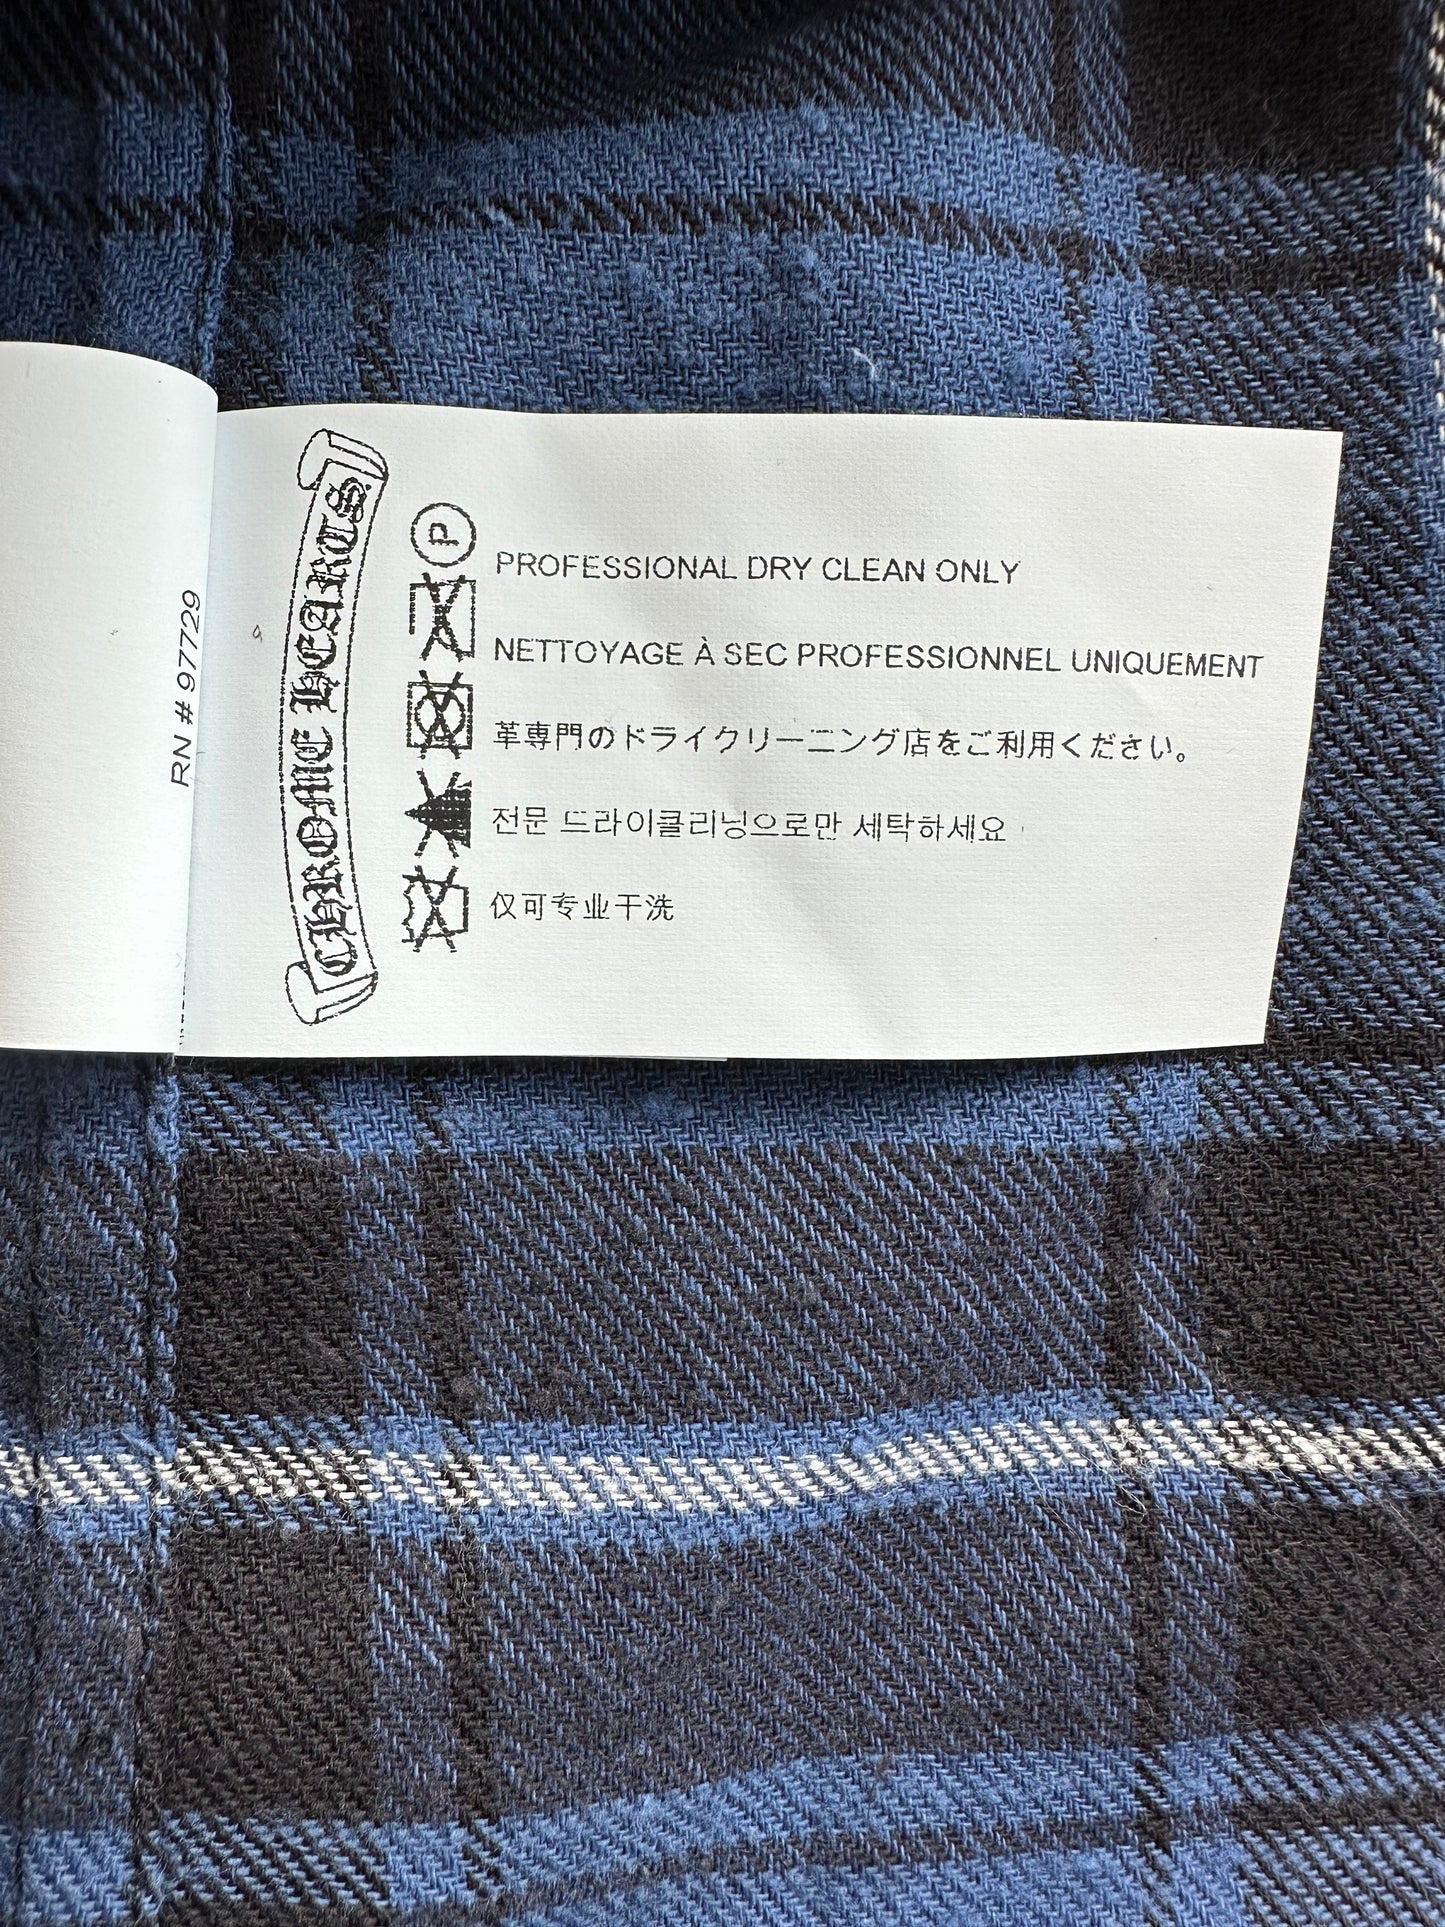 RN # 97729
CHROME HEARTS
P
PROFESSIONAL DRY CLEAN ONLY
NETTOYAGE À SEC PROFESSIONNEL UNIQUEMENT
革専門のドライクリーニング店をご利用ください。
전문 드라이클리닝으로만 세탁하세요
仅可专业干洗